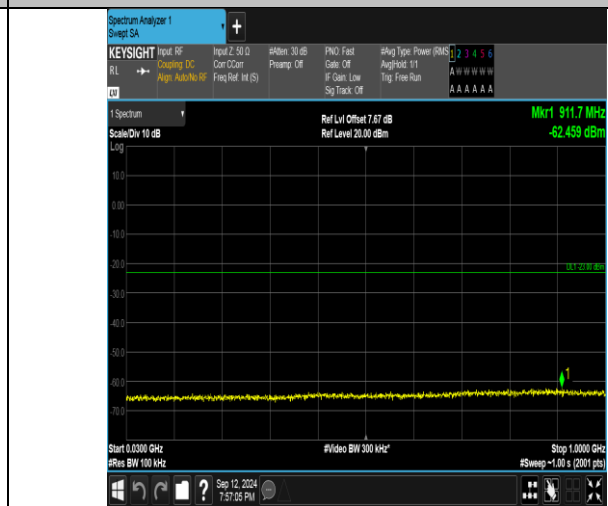 Spectrum Analyzer 1
Swept SA
+
KEYSIGHT Input: RF Input Z: 50 Ω #Atten: 30 dB PNO: Fast #Avg Type: Power (RMS 1 2 3 4 5 6
RL Coupling: DC Corr CCorr Preamp: Off Gate: Off Avg|Hold: 1/1 A W W W W W
Align: Auto/No RF Freq Ref: Int (S) IF Gain: Low Trig: Free Run
Sig Track: Off A A A A A A
LXI
1 Spectrum Ref Lvl Offset 7.67 dB Mkr1 911.7 MHz
Scale/Div 10 dB Ref Level 20.00 dBm -62.459 dBm
Log
10.0
0.00
-10.0
-20.0
DL1 -23.00 dBm
-30.0
-40.0
-50.0
1
-60.0
-70.0
Start 0.0300 GHz #Video BW 300 kHz* Stop 1.0000 GHz
#Res BW 100 kHz #Sweep ~1.00 s (2001 pts)
? Sep 12, 2024
7:57:05 PM